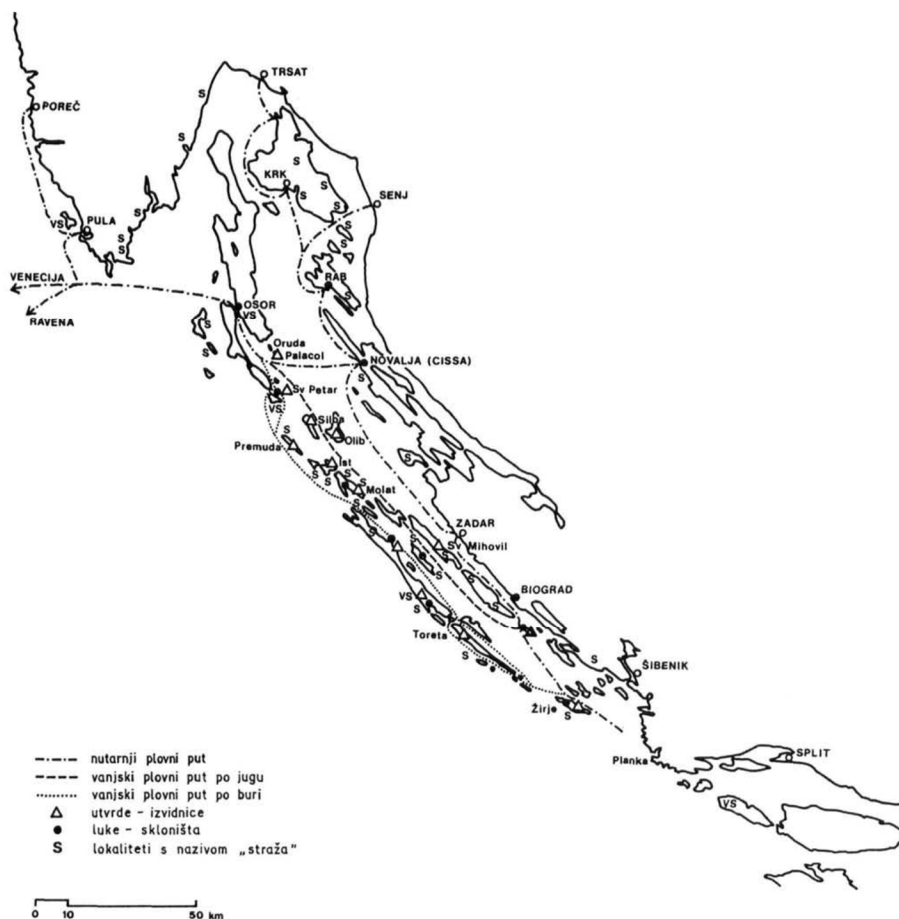 TRSAT
S
POREČ
S
S
S
KRK
S
S
SENJ
S
S
VS
PULA
S
S
S
S
VENECIJA
RAB
OSOR
VS
RAVENA
S
S
Oruda
Palacol
NOVALJA (CISSA)
S
Sv Petar
VS
Silba
S
Olib
Premuda
Ist
S
S
S
S
Molat
S
S
ZADAR
S
S
Sv Mihovil
S
S
S
VS
S
BIOGRAD
Toreta
S
S
ŠIBENIK
Žirje
S
Planka
SPLIT
VS
nutarnji plovni put
vanjski plovni put po jugu
vanjski plovni put po buri
utvrde – izvidnice
luke – skloništa
S lokaliteti s nazivom „straža“
0 10 50 km